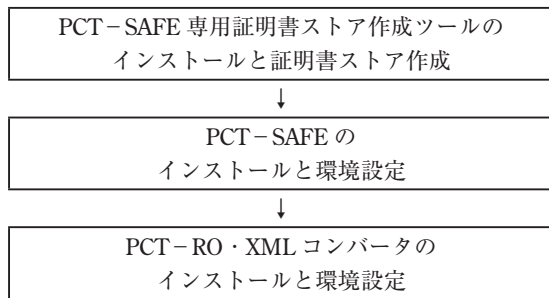 PCT−SAFE 専用証明書ストア作成ツールの
インストールと証明書ストア作成
↓
PCT−SAFE の
インストールと環境設定
↓
PCT−RO・XML コンバータの
インストールと環境設定